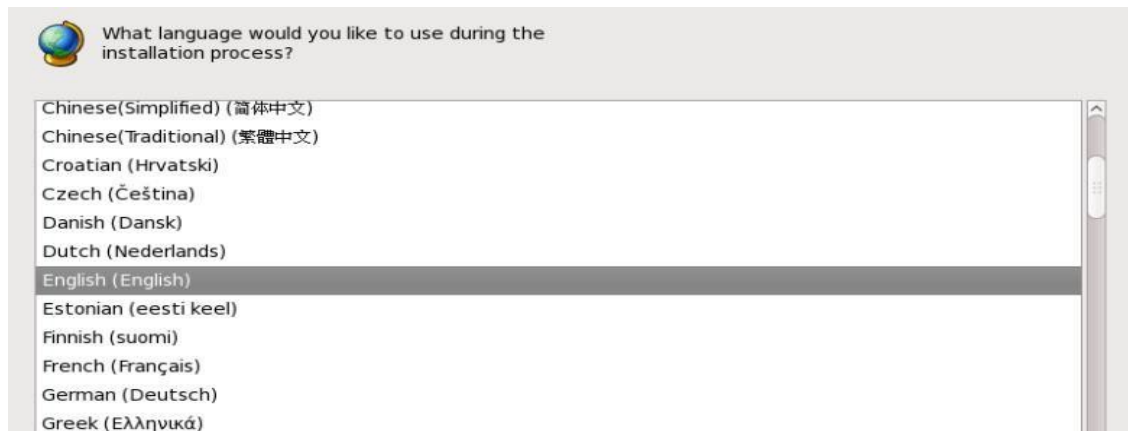 What language would you like to use during the
installation process?
Chinese(Simplified) (简体中文)
Chinese(Traditional) (繁體中文)
Croatian (Hrvatski)
Czech (Čeština)
Danish (Dansk)
Dutch (Nederlands)
English (English)
Estonian (eesti keel)
Finnish (suomi)
French (Français)
German (Deutsch)
Greek (Ελληνικά)